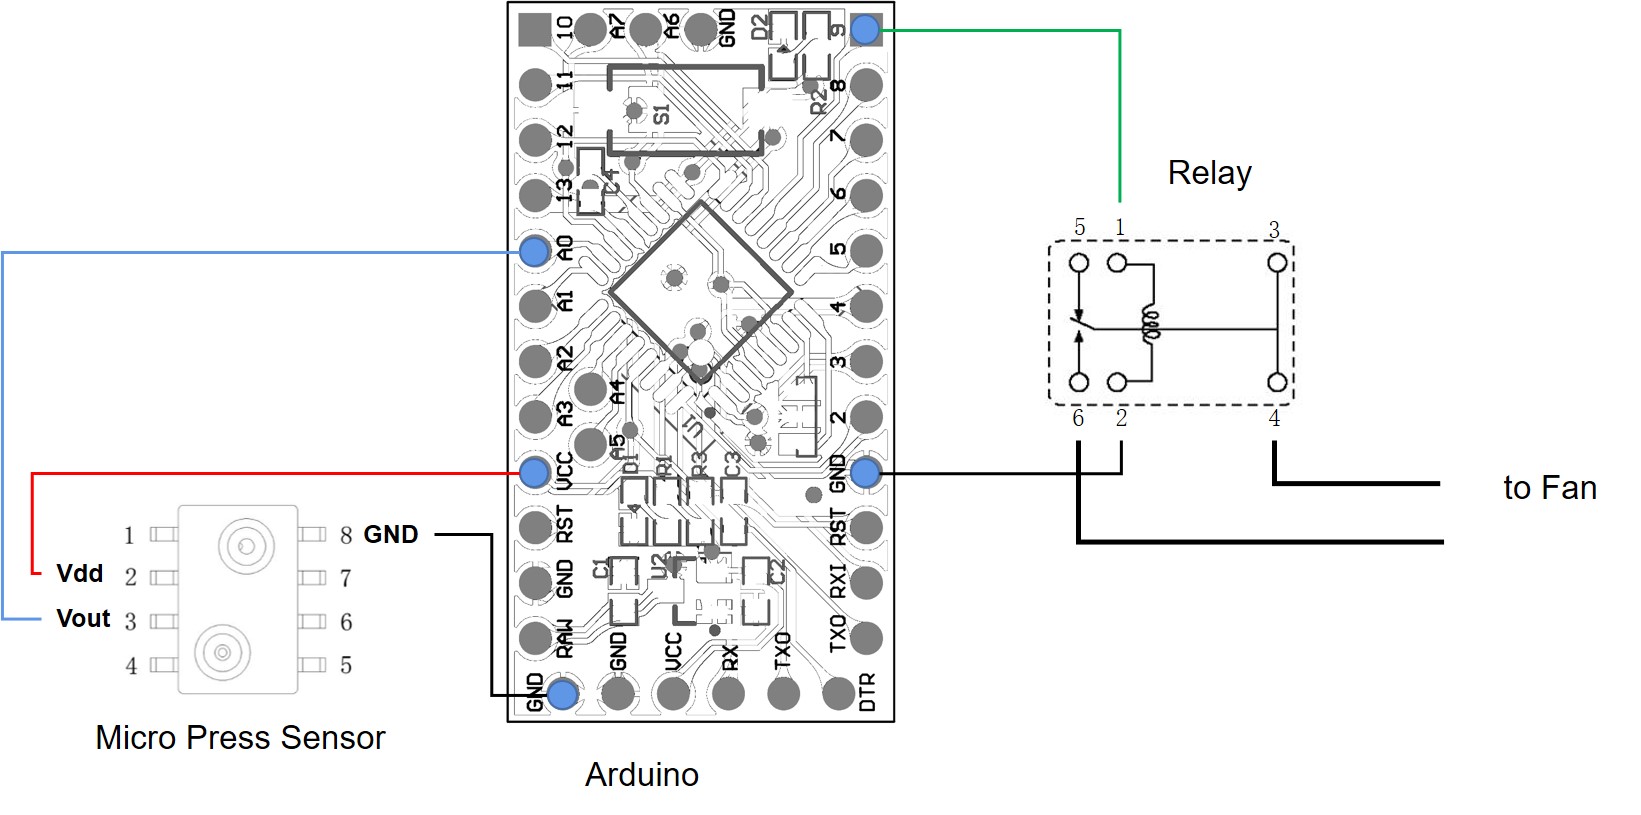 10
A7
A6
GND
D2
9
11
S1
R2
8
12
7
13
C4
6
A0
5
A1
4
A2
3
A3
A4
2
A5
U1
VCC
D1
R1
R3
C3
GND
RST
RST
GND
C1
U2
C2
RXI
RAW
GND
VCC
RX
TXO
TXO
GND
DTR
Arduino
1
8 GND
Vdd 2
7
Vout 3
6
4
5
Micro Press Sensor
Relay
5 1 3
6 2 4
to Fan